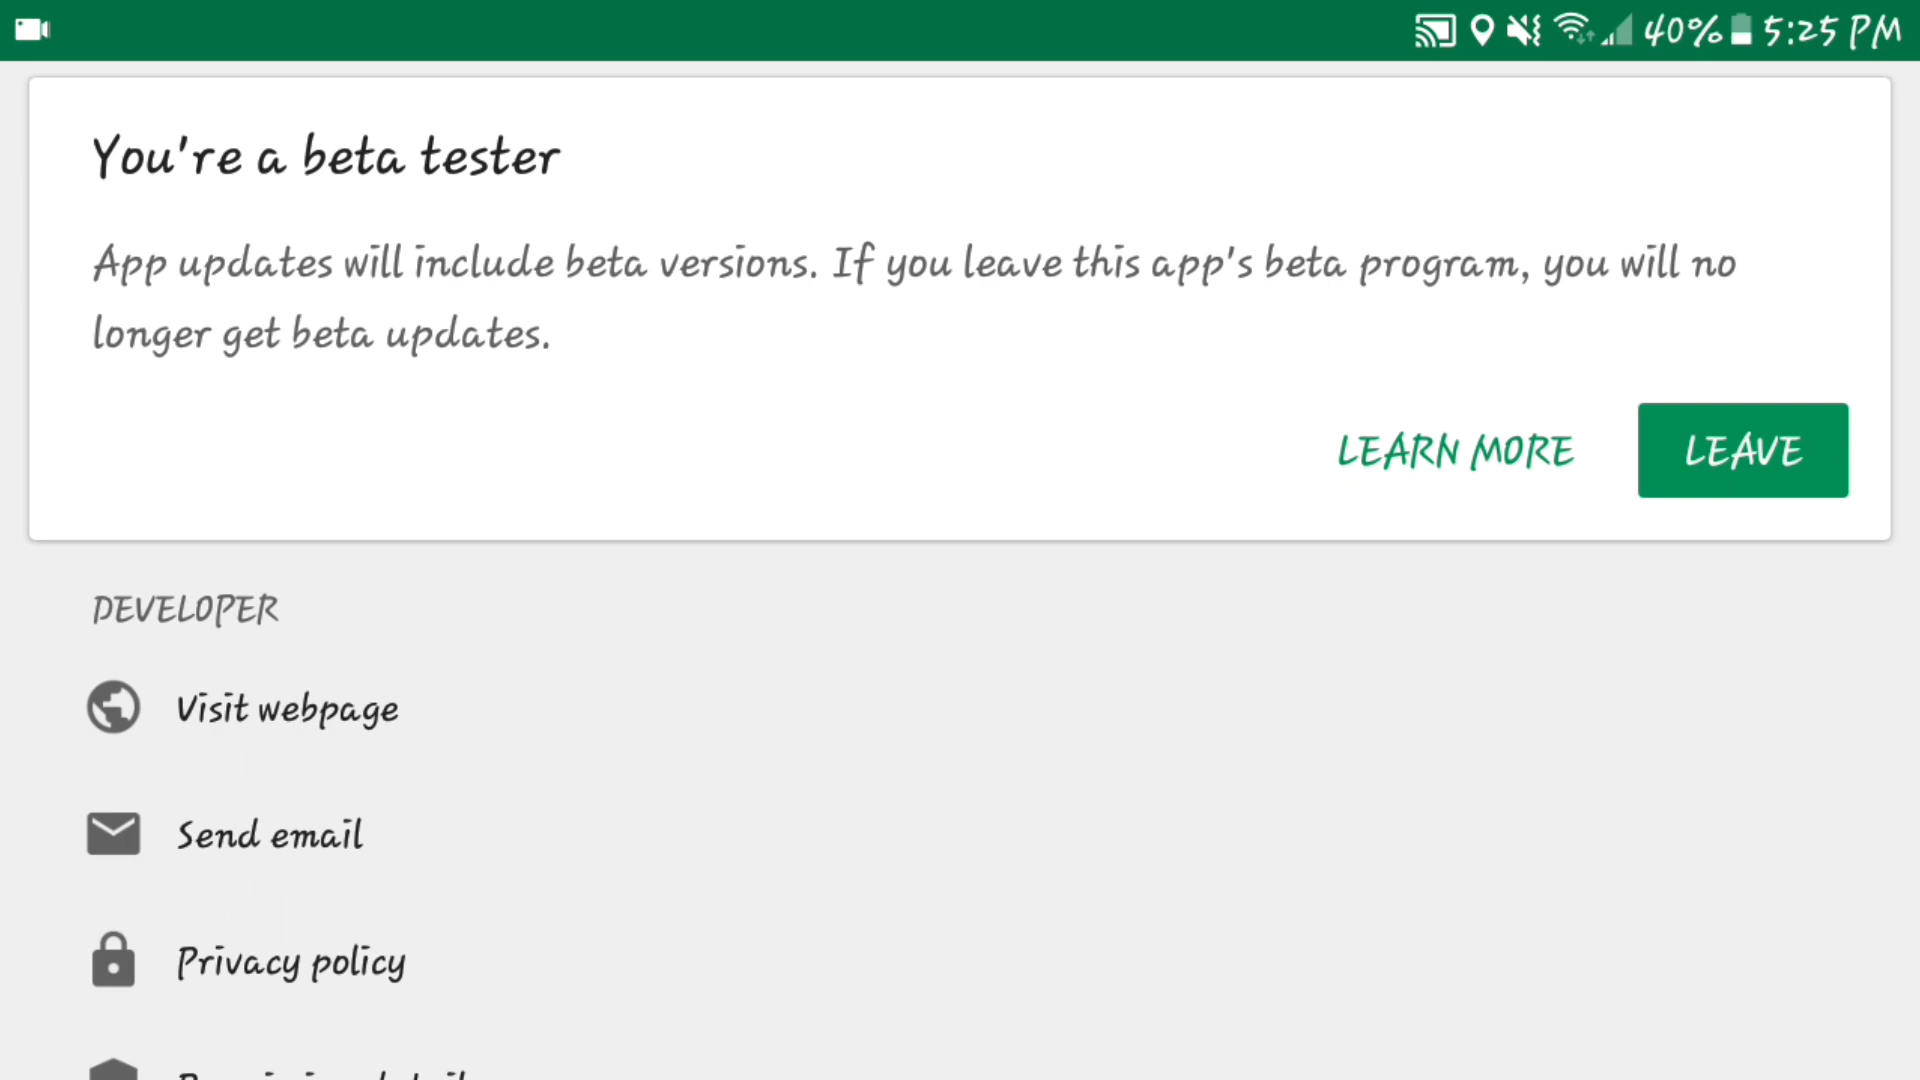 40% 5:25 PM
You're a beta tester
App updates will include beta versions. If you leave this app's beta program, you will no
longer get beta updates.
LEARN MORE LEAVE
DEVELOPER
Visit webpage
Send email
Privacy policy